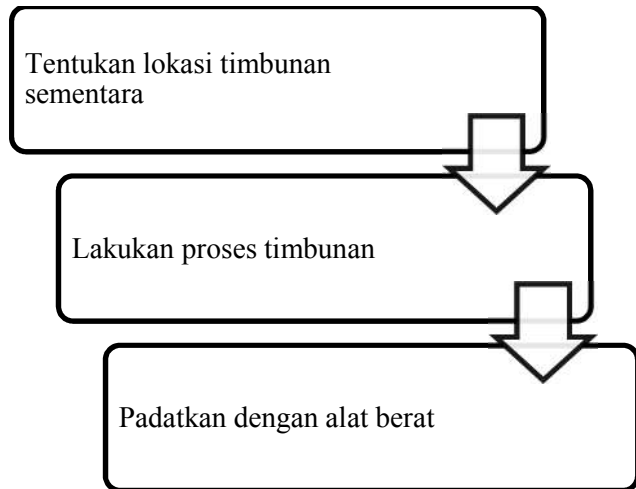 Tentukan lokasi timbunan
sementara
Lakukan proses timbunan
Padatkan dengan alat berat